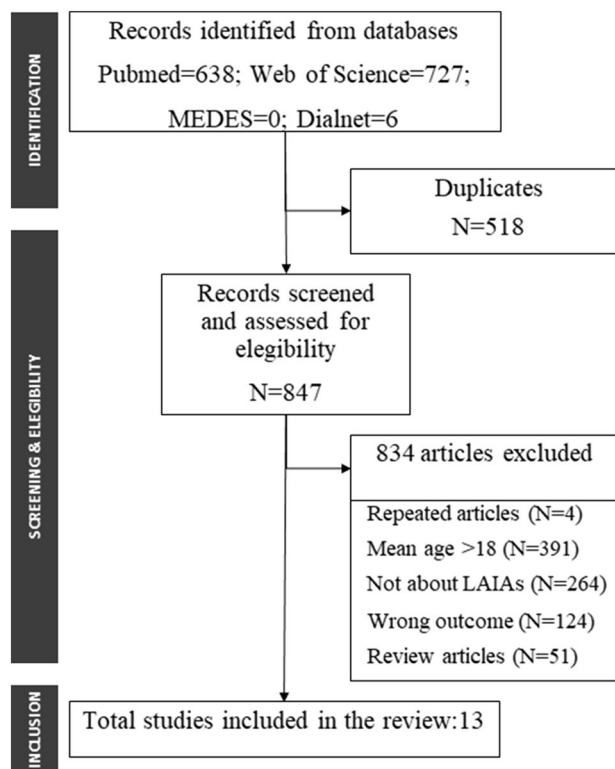 IDENTIFICATION
Records identified from databases
Pubmed=638; Web of Science=727;
MEDES=0; Dialnet=6
Duplicates
N=518
SCREENING & ELEGIBILITY
Records screened
and assessed for
elegibility
N=847
834 articles excluded
Repeated articles (N=4)
Mean age >18 (N=391)
Not about LAIAs (N=264)
Wrong outcome (N=124)
Review articles (N=51)
INCLUSION
Total studies included in the review:13